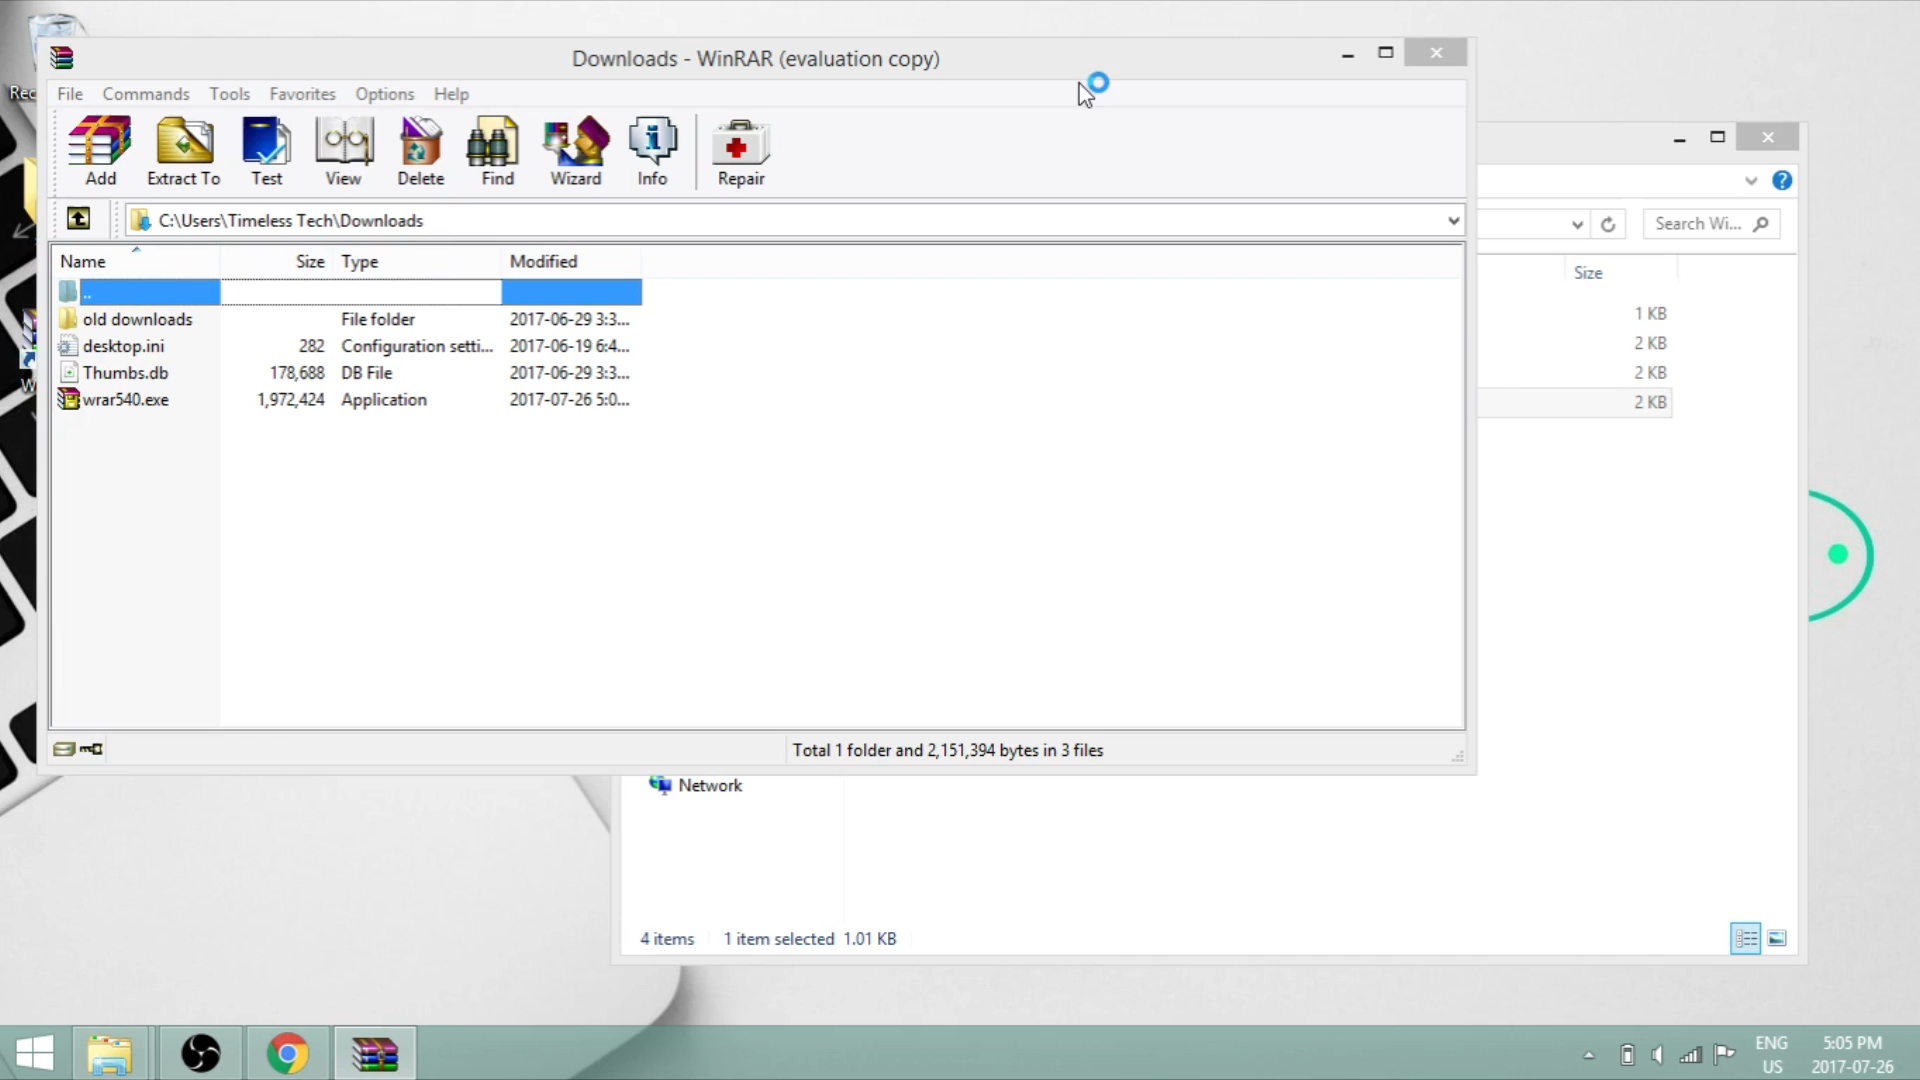 Rec
Downloads - WinRAR (evaluation copy)
File Commands Tools Favorites Options Help
Add Extract To Test View Delete Find Wizard Info Repair
C:\Users\Timeless Tech\Downloads
Search Wi...
Name Size Type Modified
Size
..
old downloads File folder 2017-06-29 3:3...
1 KB
desktop.ini 282 Configuration setti... 2017-06-19 6:4...
2 KB
Thumbs.db 178,688 DB File 2017-06-29 3:3...
2 KB
wrar540.exe 1,972,424 Application 2017-07-26 5:0...
2 KB
W
Total 1 folder and 2,151,394 bytes in 3 files
Network
4 items 1 item selected 1.01 KB
ENG
US
5:05 PM
2017-07-26